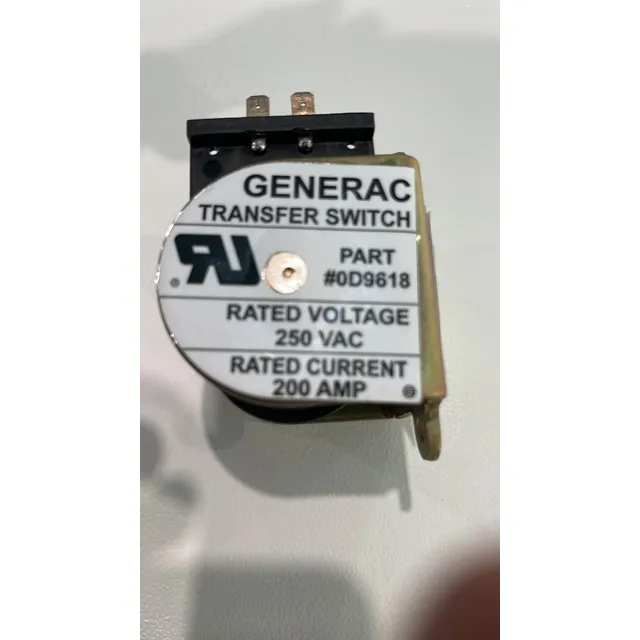 GENERAC
TRANSFER SWITCH
PART
#0D9618
RATED VOLTAGE
250 VAC
RATED CURRENT
200 AMP